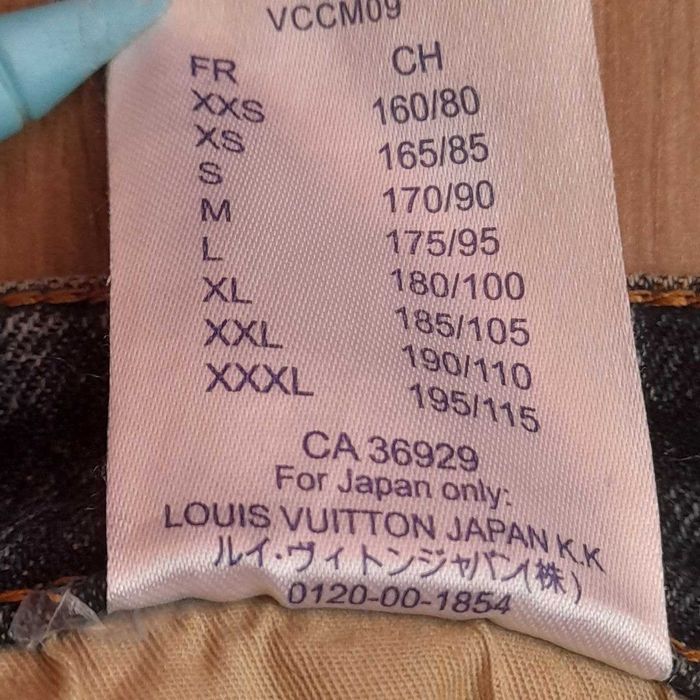 VCCM09
FR CH
XXS 160/80
XS 165/85
S 170/90
M 175/95
L 180/100
XL 185/105
XXL 190/110
XXXL 195/115
CA 36929
For Japan only:
LOUIS VUITTON JAPAN K.K
ルイ・ヴィトンジャパン(株)
0120-00-1854